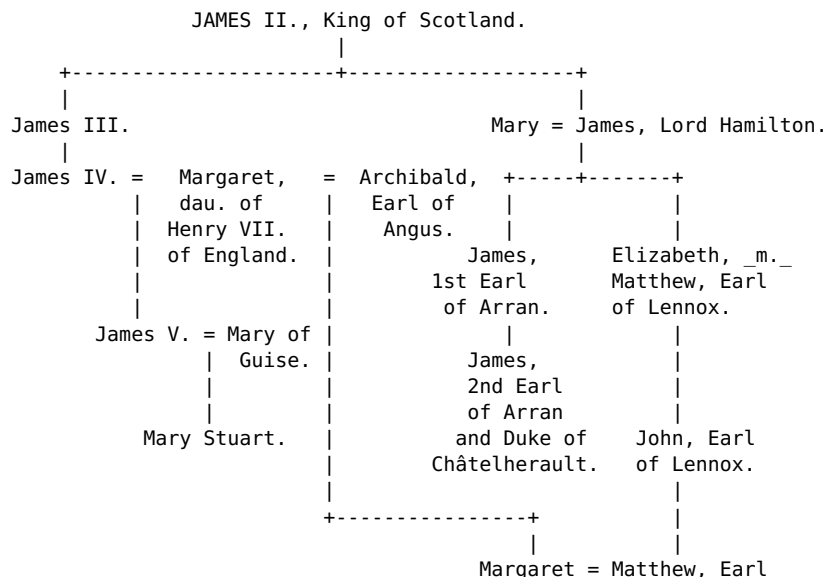 JAMES II., King of Scotland.
|
+----------------------+-------------------+
| |
James III. Mary = James, Lord Hamilton.
| |
James IV. = Margaret, = Archibald, +-----+-------+
| dau. of | Earl of | |
| Henry VII. | Angus. | |
| of England. | James, Elizabeth, _m._
| | 1st Earl Matthew, Earl
| | of Arran. of Lennox.
James V. = Mary of | | |
| Guise. | James, |
| | 2nd Earl |
| | of Arran |
Mary Stuart. | and Duke of John, Earl
| Châtelherault. of Lennox.
| |
+----------------+ |
| |
Margaret = Matthew, Earl